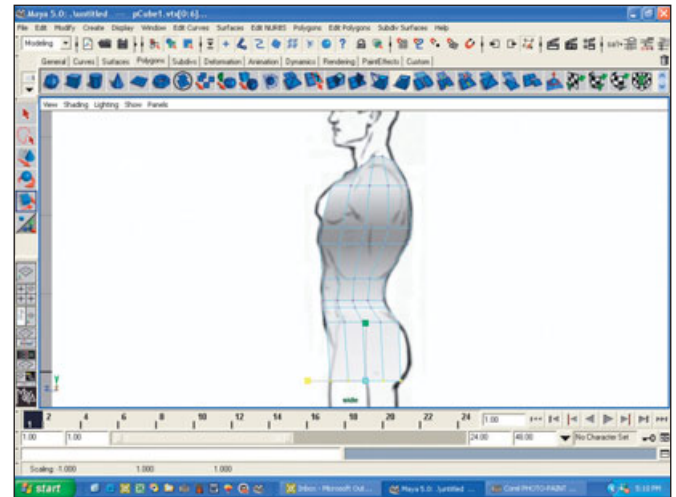 Maya 5.0: .\untitled --- pCube1.vtx[0:6]...
File Edit Modify Create Display Window Edit Curves Surfaces Edit NURBS Polygons Edit Polygons Subdiv Surfaces Help
Modeling
General Curves Surfaces Polygons Subdivs Deformation Animation Dynamics Rendering PaintEffects Custom
View Shading Lighting Show Panels
y
z
side
2 4 6 8 10 12 14 16 18 20 22 24 1.00
1
1.00 1.00 24.00 48.00 No Character Set
Scaling: -1.000 1.000 1.000
start Inbox - Microsoft Out... Maya 5.0: .\untitled ... Corel PHOTO-PAINT ... 5:11 PM